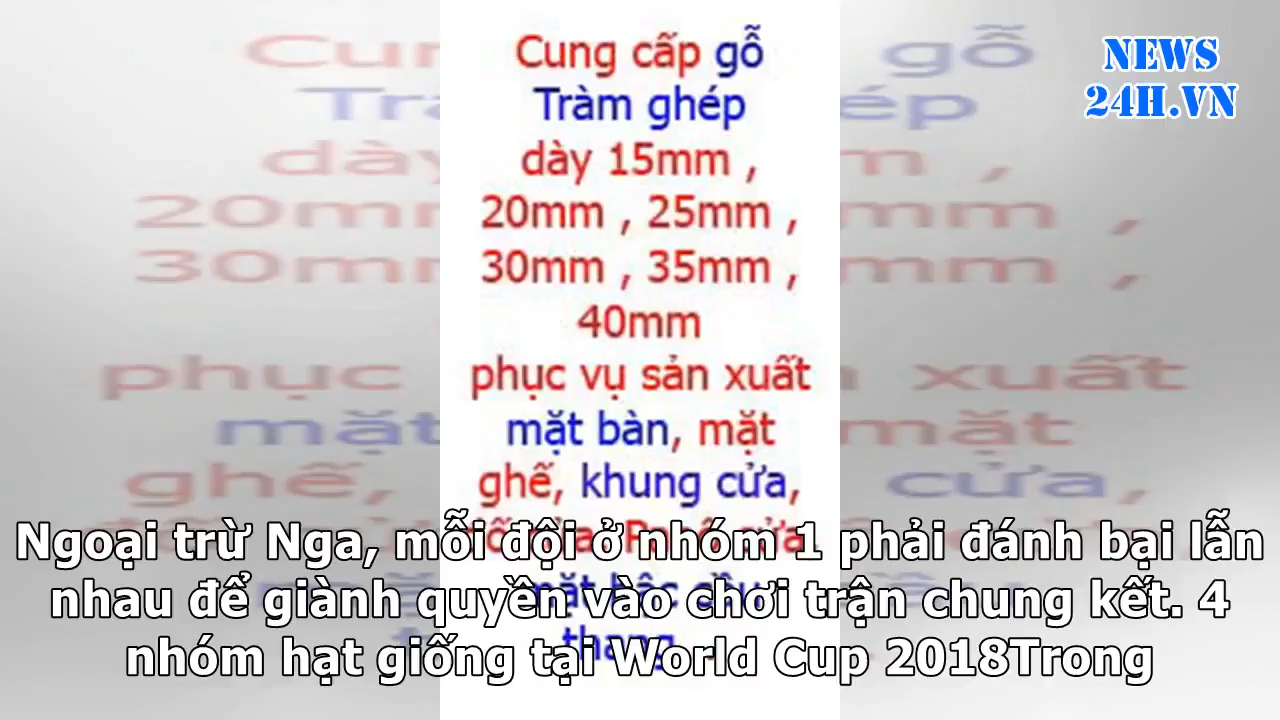 NEWS
24H.VN
Cung cấp gỗ
Tràm ghép
dày 15mm ,
20mm , 25mm ,
30mm , 35mm ,
40mm
phục vụ sản xuất
mặt bàn, mặt
ghế, khung cửa,
Ngoại trừ Nga, mỗi đội ở nhóm 1 phải đánh bại lẫn
nhau để giành quyền vào chơi trận chung kết. 4
nhóm hạt giống tại World Cup 2018Trong
thang